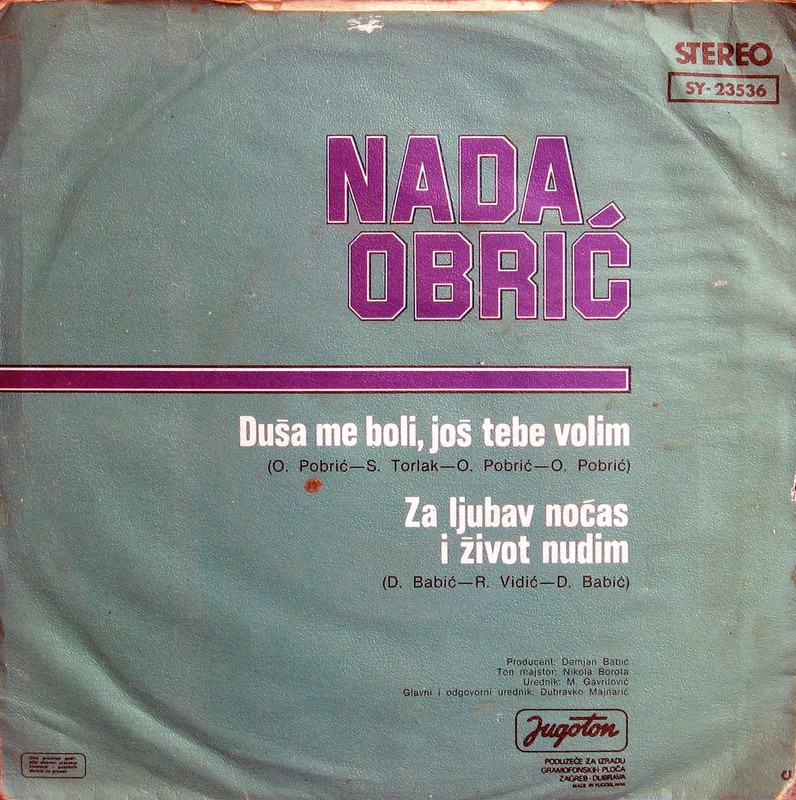 STEREO
SY-23536
NADA
OBRIĆ
Duša me boli, još tebe volim
(O. Pobrić—S. Torlak—O. Pobrić—O. Pobrić)
Za ljubav noćas
i život nudim
(D. Babić—R. Vidić—D. Babić)
Producent: Damjan Babić
Ton majstor: Nikola Borota
Urednik: M. Gavrilović
Glavni i odgovorni urednik: Dubravko Majnarić
Jugoton
PODUZEĆE ZA IZRADU
GRAMOFONSKIH PLOČA
ZAGREB-DUBRAVA
MADE IN YUGOSLAVIA